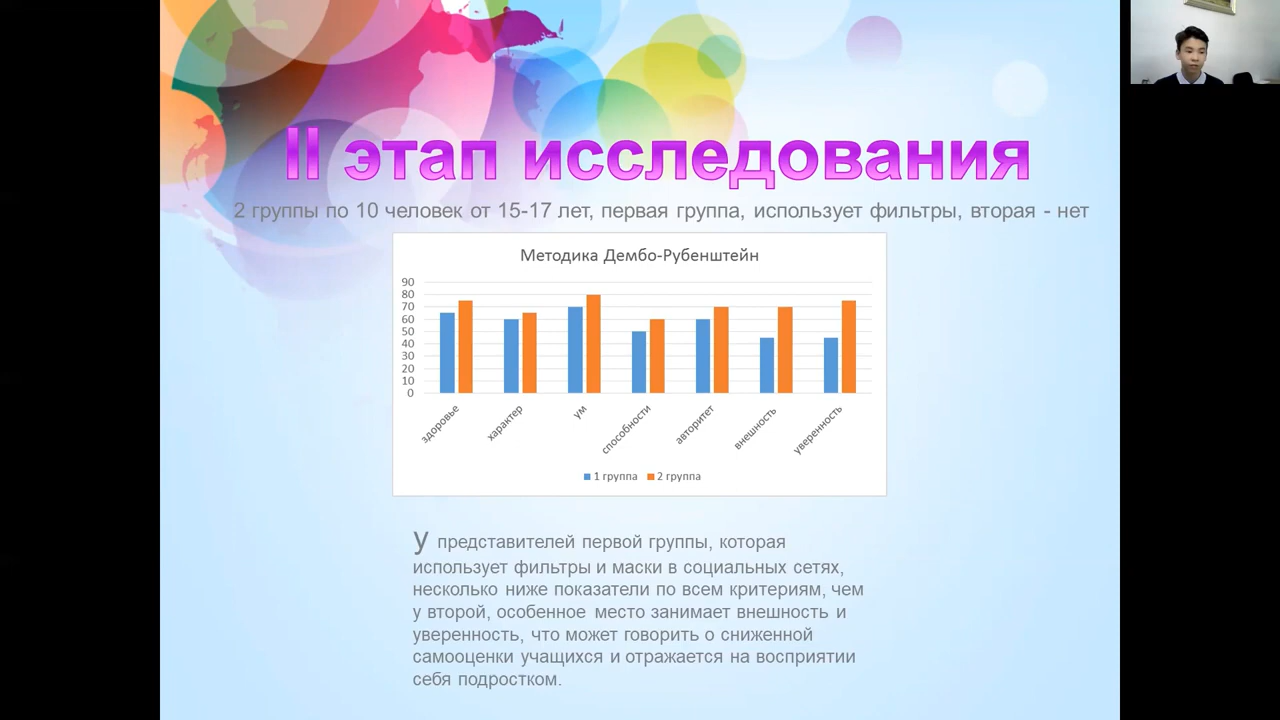 II этап исследования
2 группы по 10 человек от 15-17 лет, первая группа, использует фильтры, вторая - нет
Методика Дембо-Рубенштейн
90
80
70
60
50
40
30
20
10
0
здоровье
характер
ум
способности
авторитет
внешность
уверенность
1 группа 2 группа
У представителей первой группы, которая
использует фильтры и маски в социальных сетях,
несколько ниже показатели по всем критериям, чем
у второй, особенное место занимает внешность и
уверенность, что может говорить о сниженной
самооценки учащихся и отражается на восприятии
себя подростком.